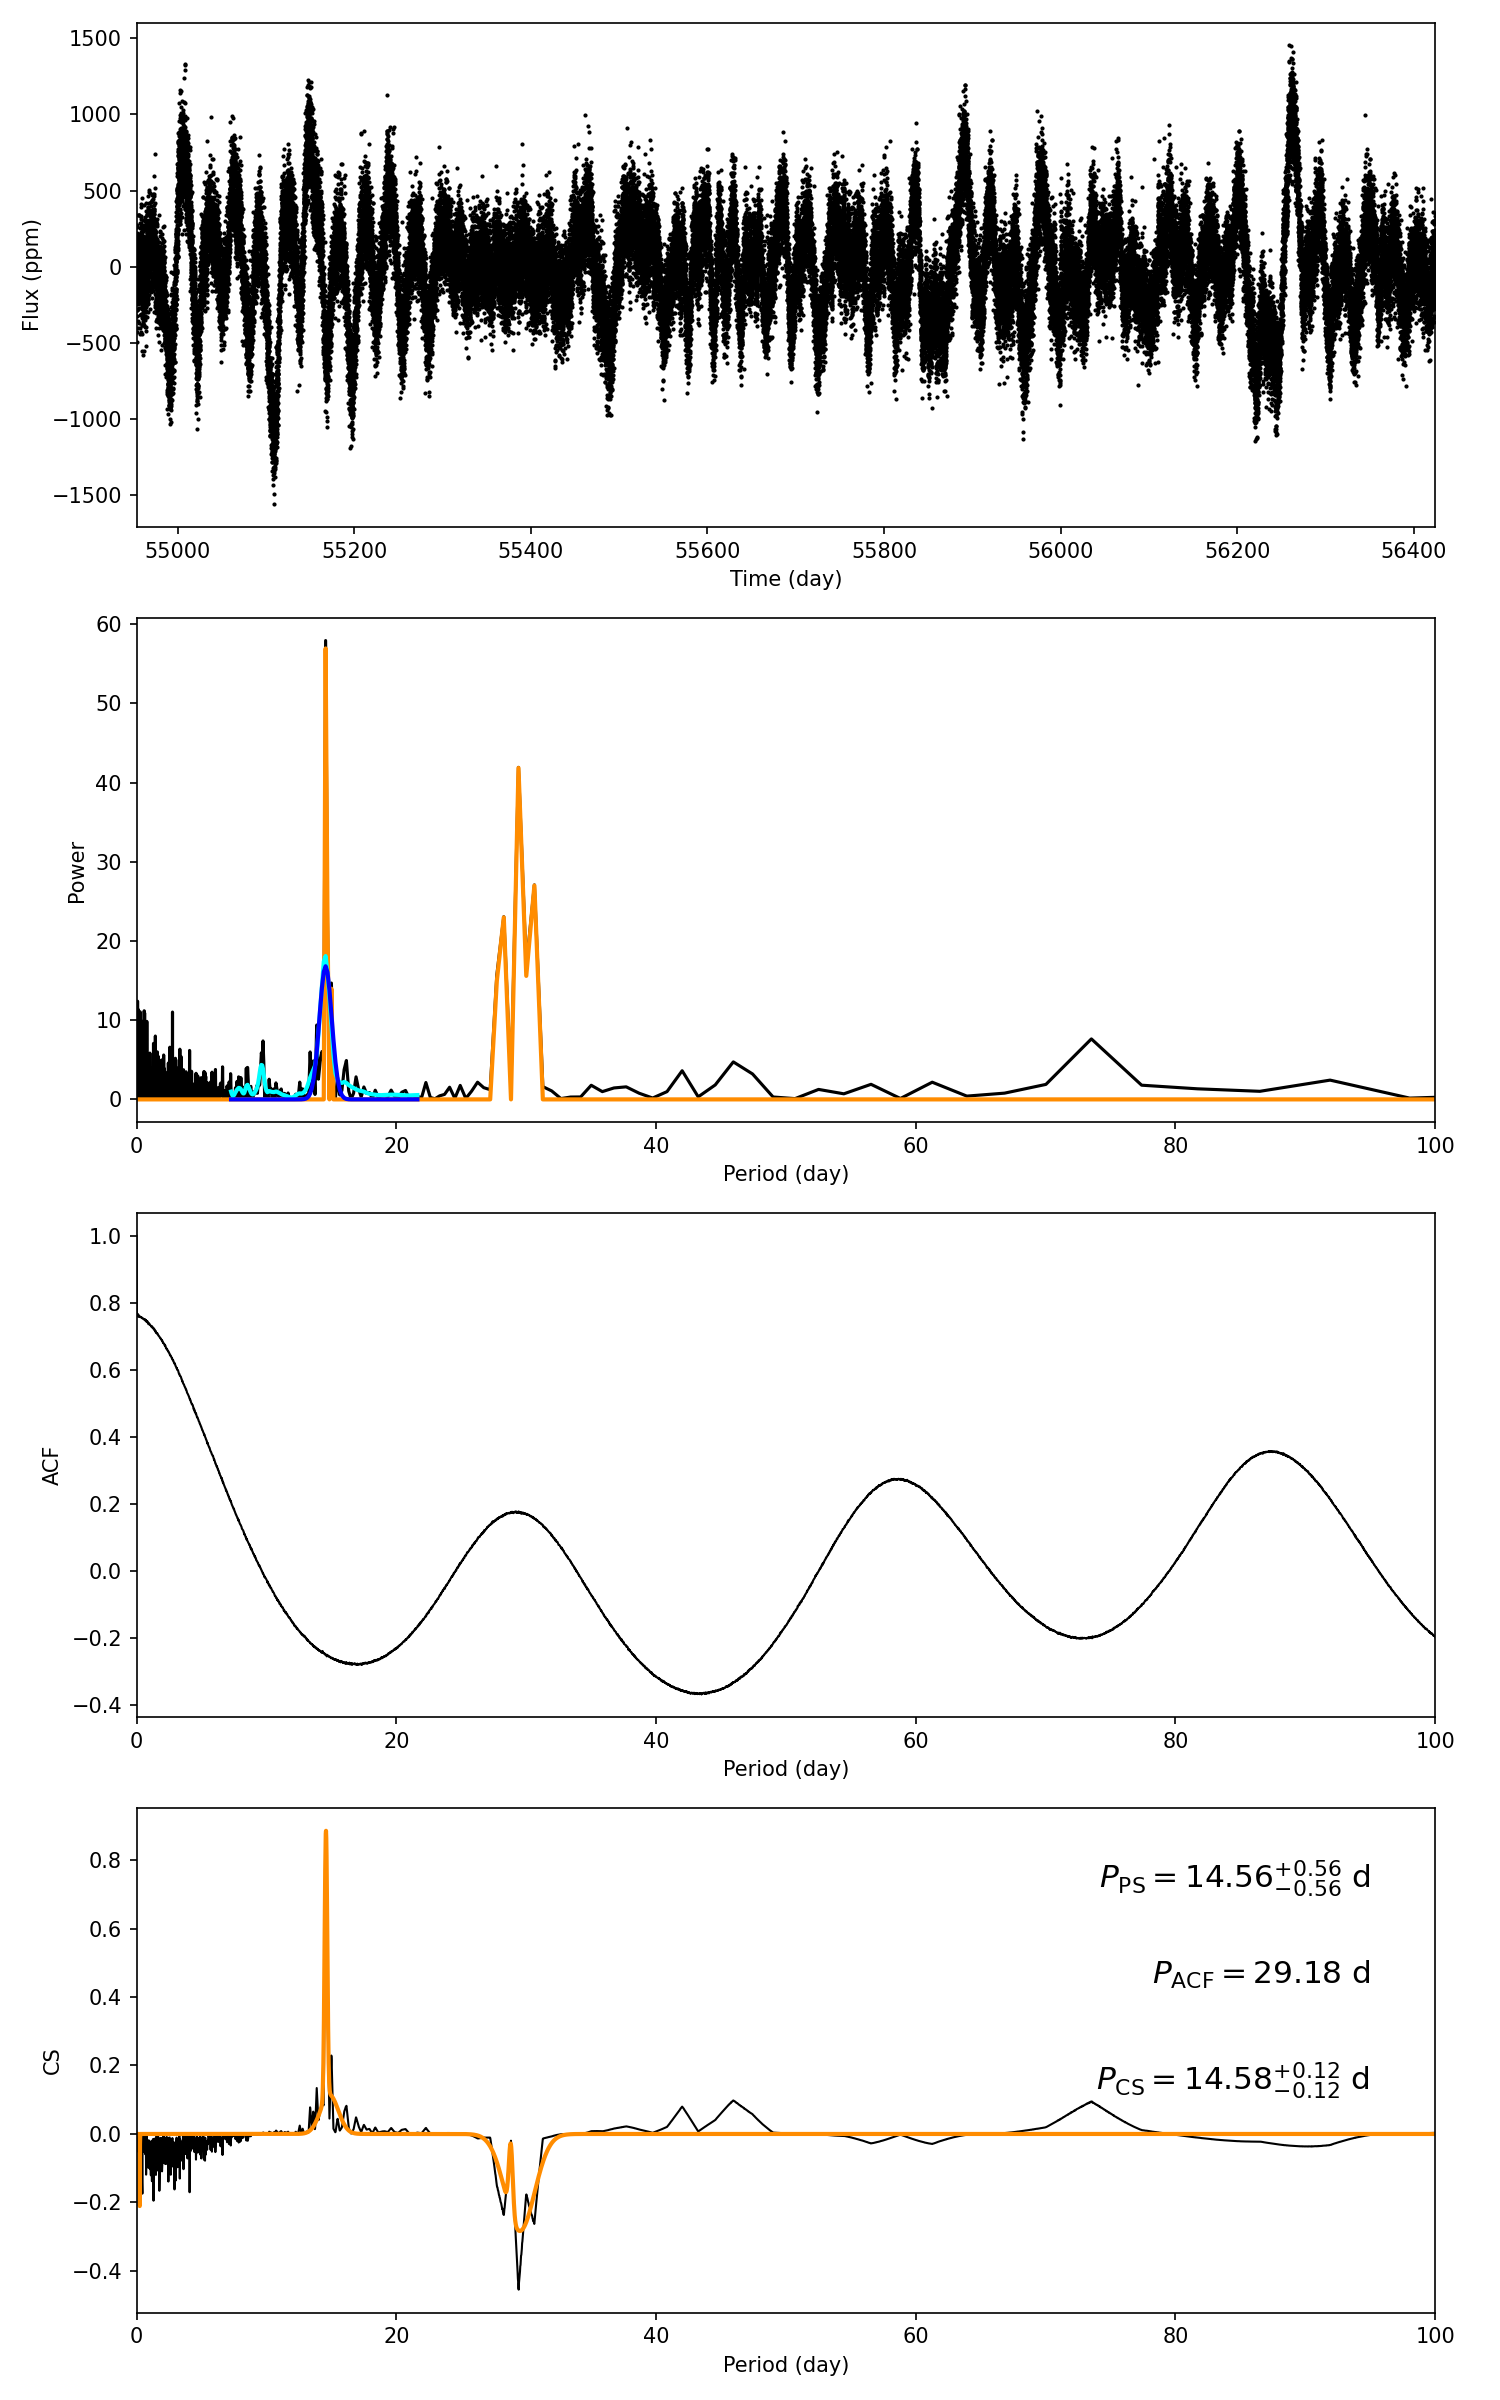 1500
1000
500
0
−500
−1000
−1500
Flux (ppm)
55000 55200 55400 55600 55800 56000 56200 56400
Time (day)
60
50
40
30
20
10
0
Power
0 20 40 60 80 100
Period (day)
1.0
0.8
0.6
0.4
0.2
0.0
−0.2
−0.4
ACF
0 20 40 60 80 100
Period (day)
0.8
0.6
0.4
0.2
0.0
−0.2
−0.4
CS
P_PS = 14.56^{+0.56}_{−0.56} d
P_ACF = 29.18 d
P_CS = 14.58^{+0.12}_{−0.12} d
0 20 40 60 80 100
Period (day)